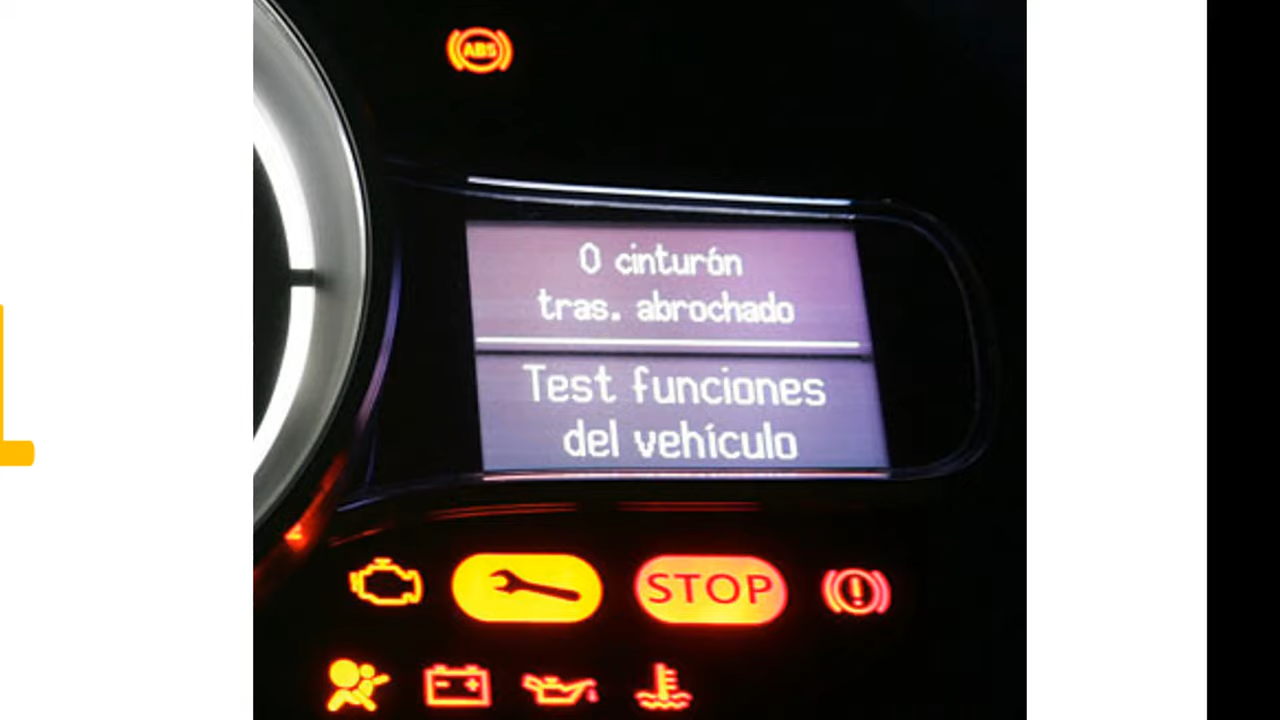 ABS
0 cinturón
tras. abrochado
Test funciones
del vehículo
STOP